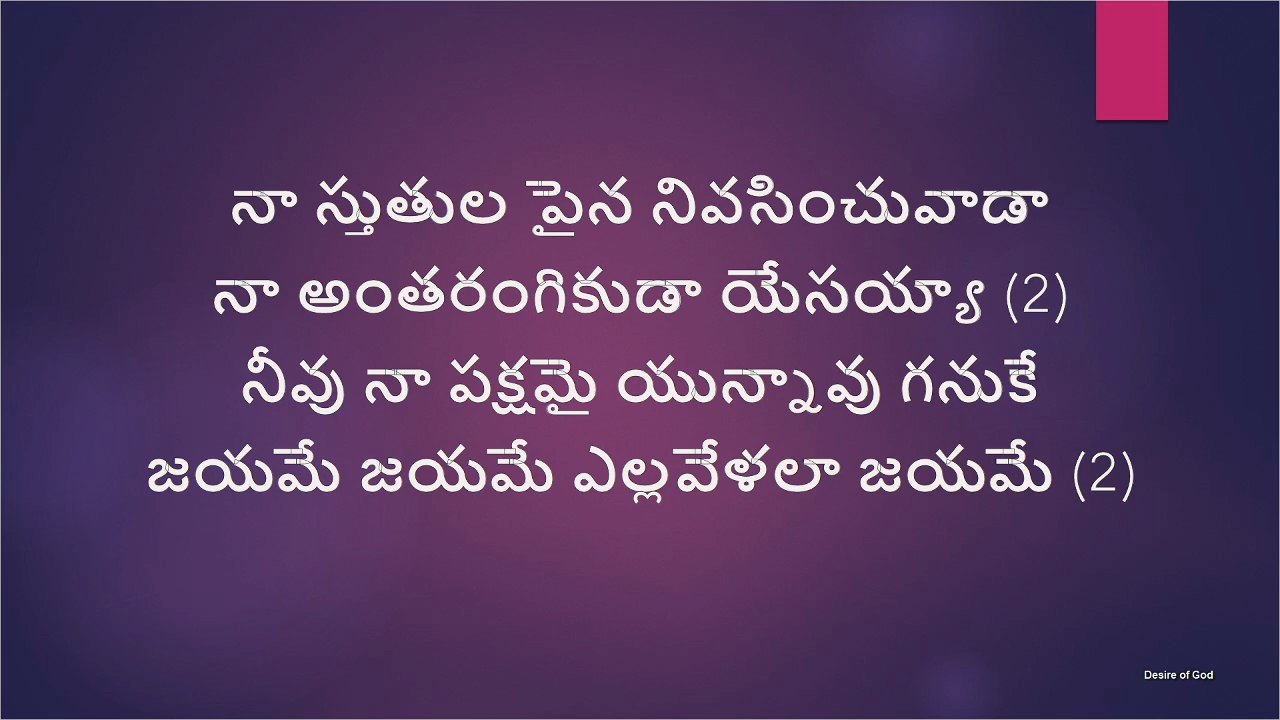 నా స్తుతుల పైన నివసించువాడా
నా అంతరంగికుడా యేసయ్యా (2)
నీవు నా పక్షమై యున్నావు గనుకే
జయమే జయమే ఎల్లవేళలా జయమే (2)
Desire of God